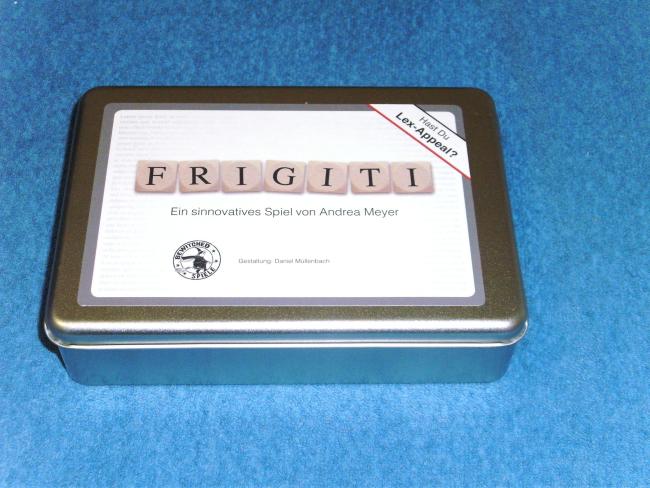 Hast Du
Lex-Appeal?
FRIGITI
Ein sinnovatives Spiel von Andrea Meyer
BEWITCHED
SPIELE
Gestaltung: Daniel Müllenbach